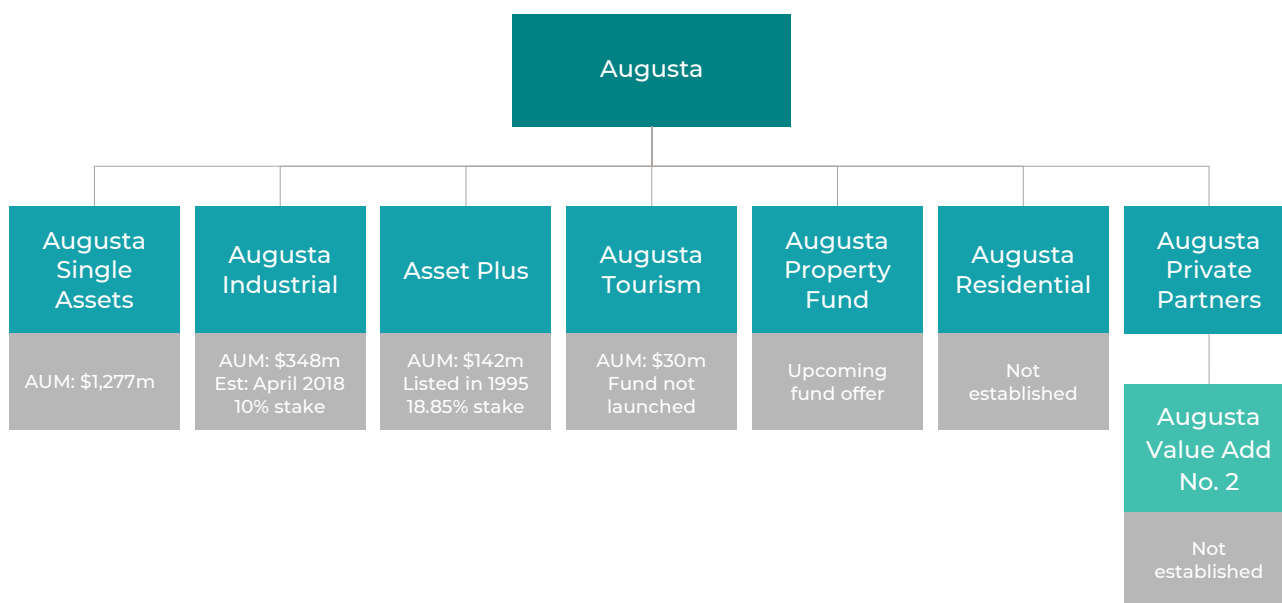 Augusta
Augusta
Single
Assets
AUM: $1,277m
Augusta
Industrial
AUM: $348m
Est: April 2018
10% stake
Asset Plus
AUM: $142m
Listed in 1995
18.85% stake
Augusta
Tourism
AUM: $30m
Fund not
launched
Augusta
Property
Fund
Upcoming
fund offer
Augusta
Residential
Not
established
Augusta
Private
Partners
Augusta
Value Add
No. 2
Not
established